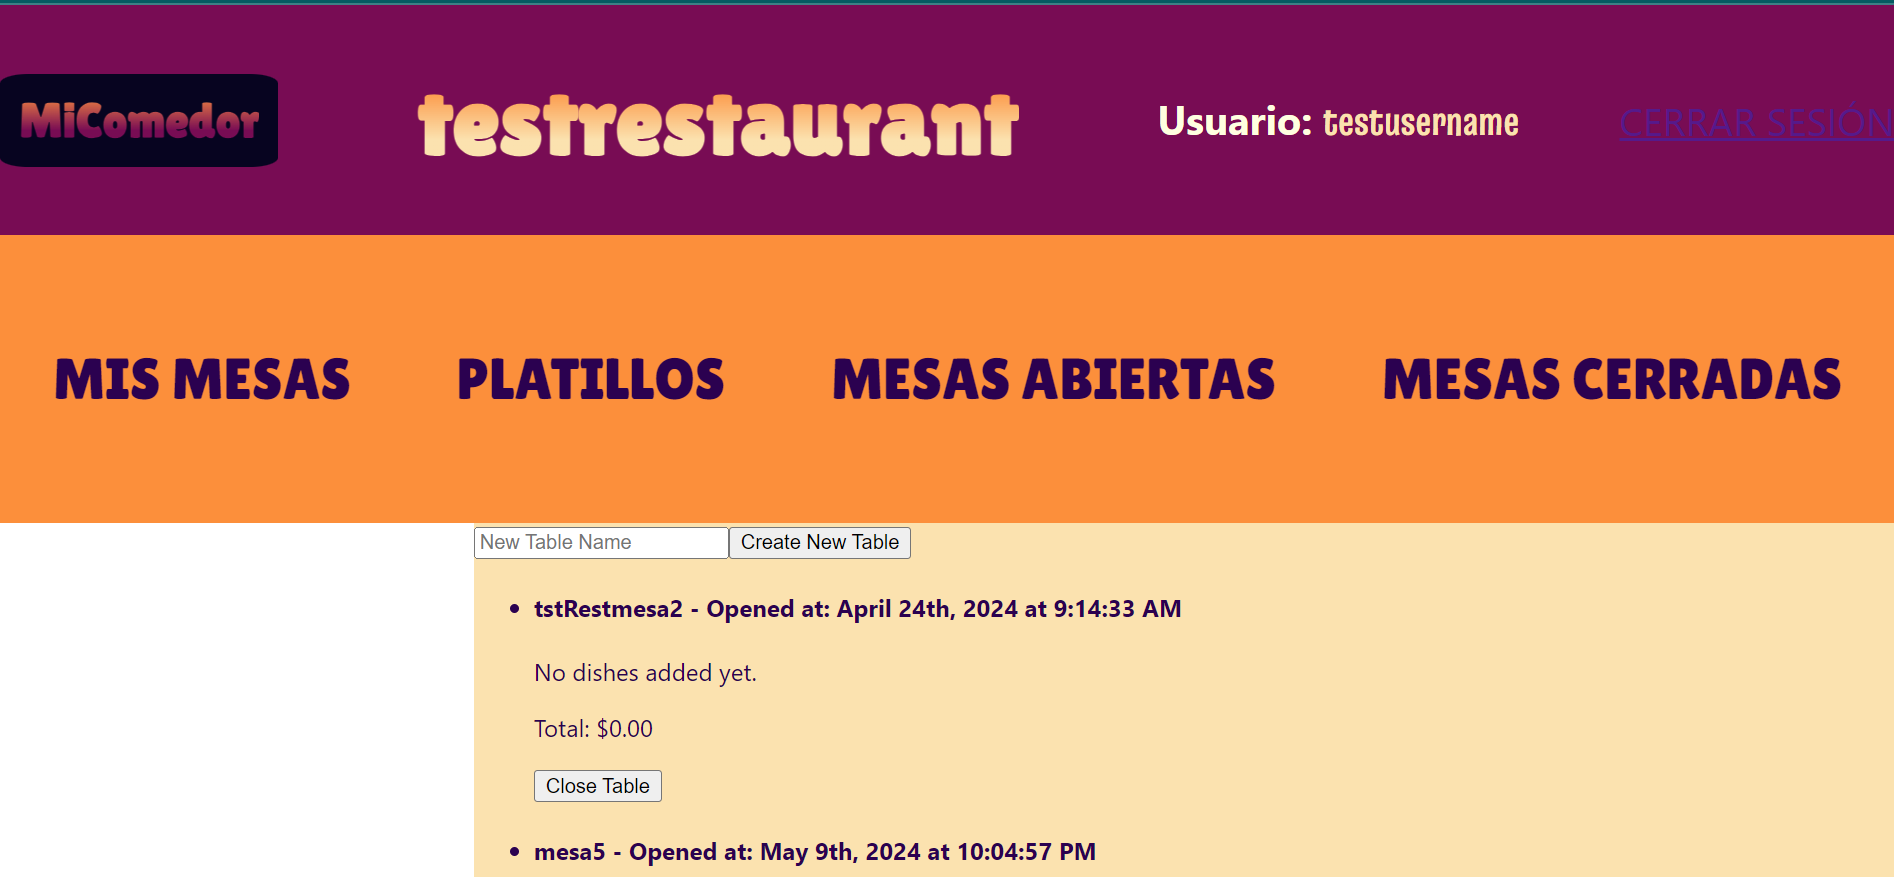 MiComedor
testrestaurant
Usuario: testusername
CERRAR SESIÓN
MIS MESAS
PLATILLOS
MESAS ABIERTAS
MESAS CERRADAS
New Table Name
Create New Table
tstRestmesa2 - Opened at: April 24th, 2024 at 9:14:33 AM
No dishes added yet.
Total: $0.00
Close Table
mesa5 - Opened at: May 9th, 2024 at 10:04:57 PM